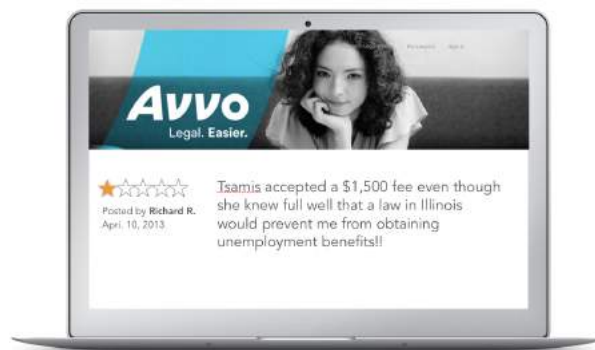 Avvo
Legal. Easier.
Tsamis accepted a $1,500 fee even though
she knew full well that a law in Illinois
would prevent me from obtaining
unemployment benefits!!
Posted by Richard R.
Apri. 10, 2013